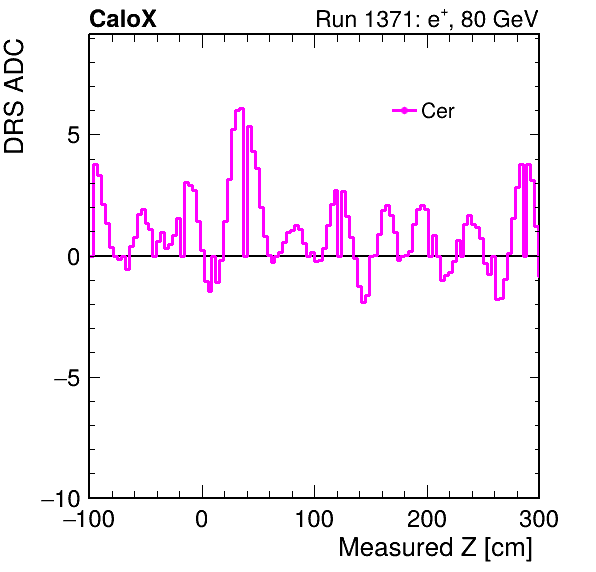 CaloX
Run 1371: e+, 80 GeV
DRS ADC
Cer
5
0
−5
−10
−100 0 100 200 300
Measured Z [cm]